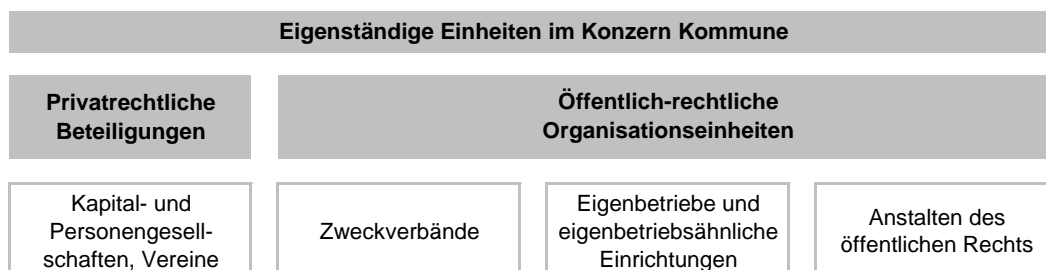 Eigenständige Einheiten im Konzern Kommune
Privatrechtliche
Beteiligungen
Öffentlich-rechtliche
Organisationseinheiten
Kapital- und
Personengesell-
schaften, Vereine
Zweckverbände
Eigenbetriebe und
eigenbetriebsähnliche
Einrichtungen
Anstalten des
öffentlichen Rechts